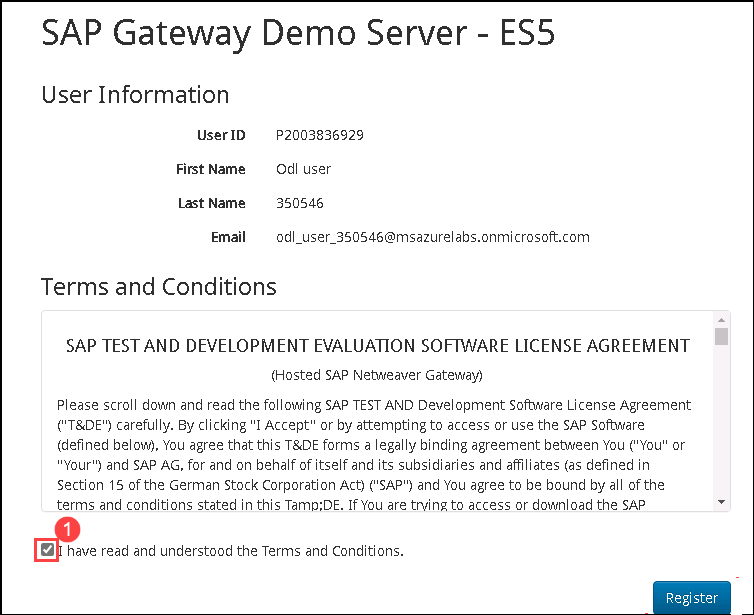 SAP Gateway Demo Server - ES5
User Information
User ID P2003836929
First Name Odl user
Last Name 350546
Email odl_user_350546@msazurelabs.onmicrosoft.com
Terms and Conditions
SAP TEST AND DEVELOPMENT EVALUATION SOFTWARE LICENSE AGREEMENT
(Hosted SAP Netweaver Gateway)
Please scroll down and read the following SAP TEST AND Development Software License Agreement
("T&DE") carefully. By clicking "I Accept" or by attempting to access or use the SAP Software
(defined below), You agree that this T&DE forms a legally binding agreement between You ("You" or
"Your") and SAP AG, for and on behalf of itself and its subsidiaries and affiliates (as defined in
Section 15 of the German Stock Corporation Act) ("SAP") and You agree to be bound by all of the
terms and conditions stated in this Tamp;DE. If You are trying to access or download the SAP
1
I have read and understood the Terms and Conditions.
Register